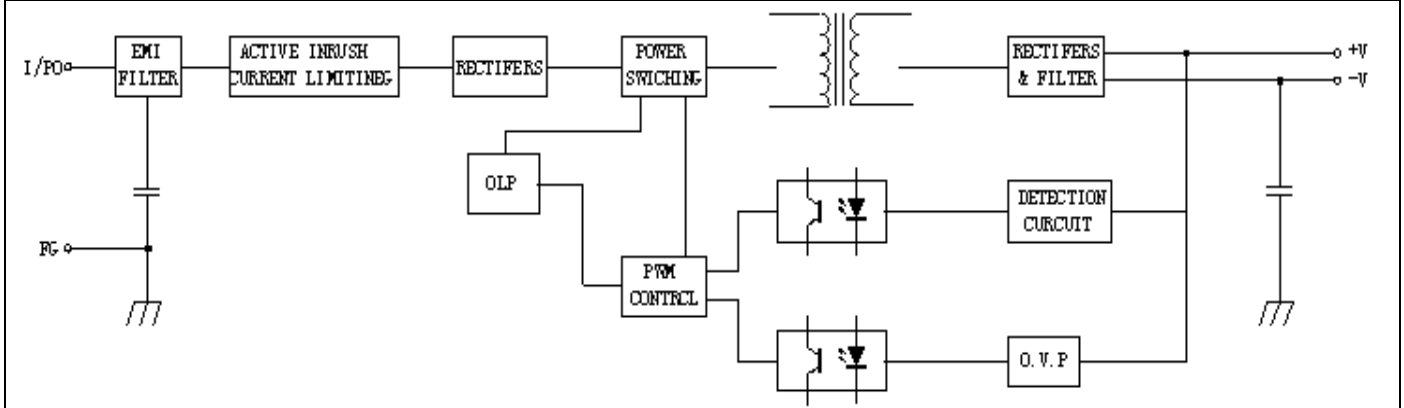 I/PO
EMI
FILTER
ACTIVE INRUSH
CURRENT LIMITINEG
RECTIFERS
POWER
SWICHING
RECTIFERS
& FILTER
+V
-V
OLP
DETECTION
CURCUIT
FG
PWM
CONTRCL
O.V.P